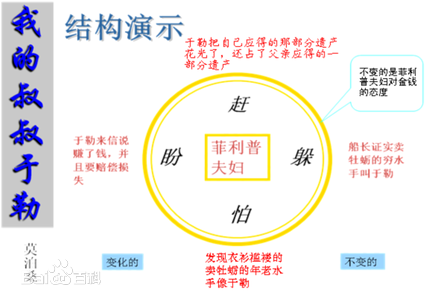 我的叔叔于勒
莫泊桑
结构演示
于勒把自己应得的那部分遗产
花光了，还占了父亲应得的一
部分遗产
不变的是菲利
普夫妇对金钱
的态度
赶
于勒来信说
赚了钱，并
且要赔偿损
失
盼
菲利普
夫妇
躲
船长证实卖
牡蛎的穷水
手叫于勒
怕
变化的
发现衣衫褴褛的
卖牡蛎的年老水
手像于勒
不变的
Bai百科